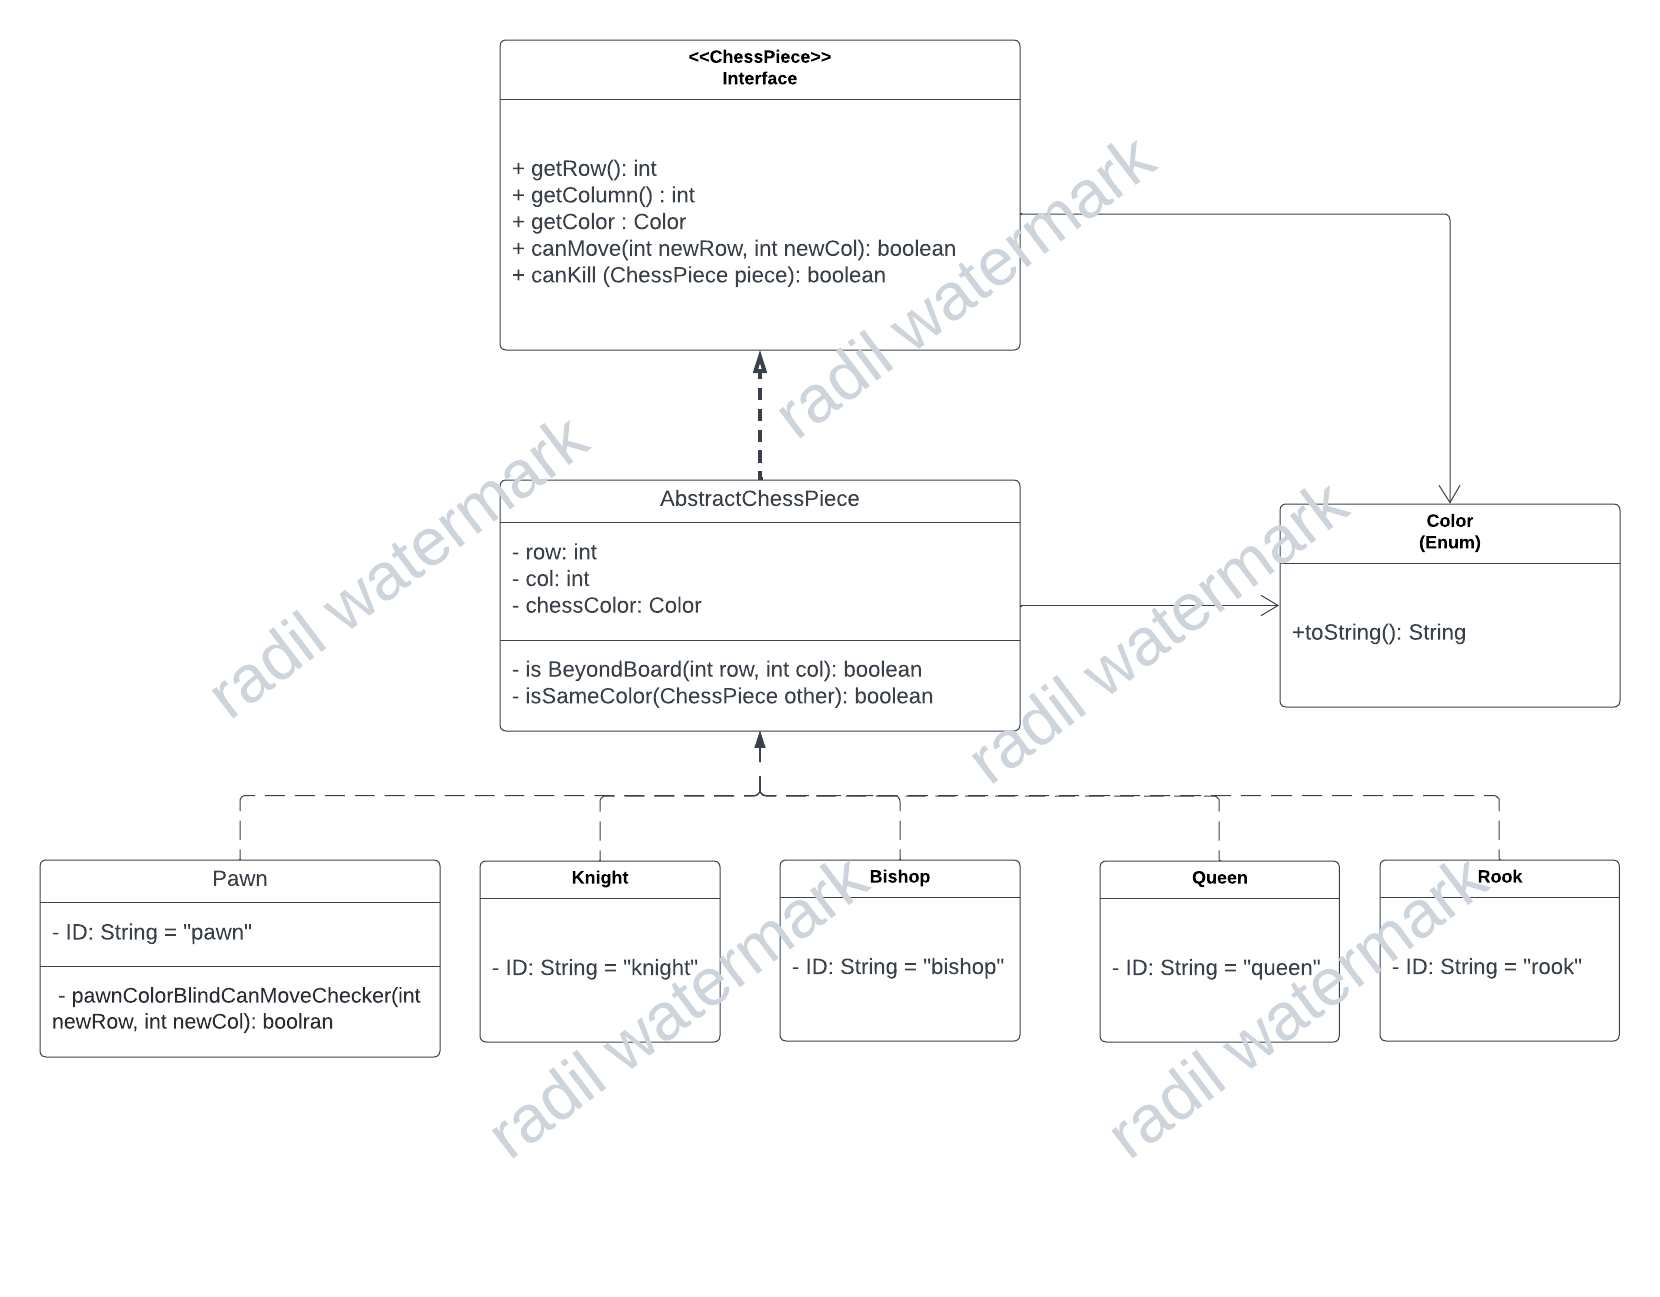 <<ChessPiece>>
Interface
+ getRow(): int
+ getColumn() : int
+ getColor : Color
+ canMove(int newRow, int newCol): boolean
+ canKill (ChessPiece piece): boolean
radil watermark
radil watermark
AbstractChessPiece
- row: int
- col: int
- chessColor: Color
- is BeyondBoard(int row, int col): boolean
- isSameColor(ChessPiece other): boolean
radil watermark
Color
(Enum)
+toString(): String
Pawn
- ID: String = "pawn"
- pawnColorBlindCanMoveChecker(int
newRow, int newCol): boolran
Knight
- ID: String = "knight"
Bishop
- ID: String = "bishop"
Queen
- ID: String = "queen"
Rook
- ID: String = "rook"
radil watermark
radil watermark